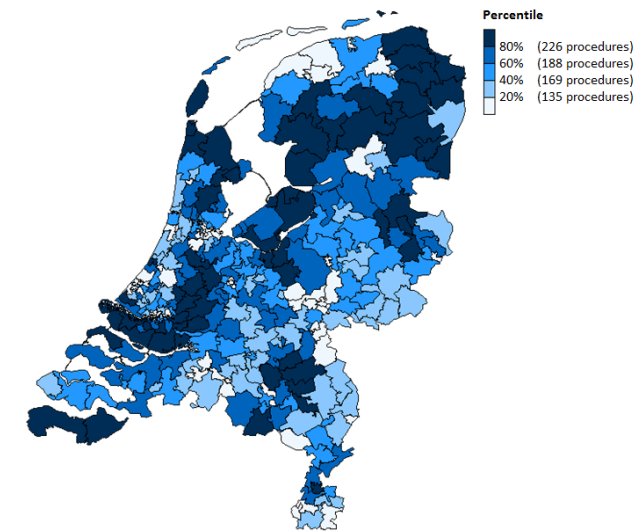 Percentile
80% (226 procedures)
60% (188 procedures)
40% (169 procedures)
20% (135 procedures)